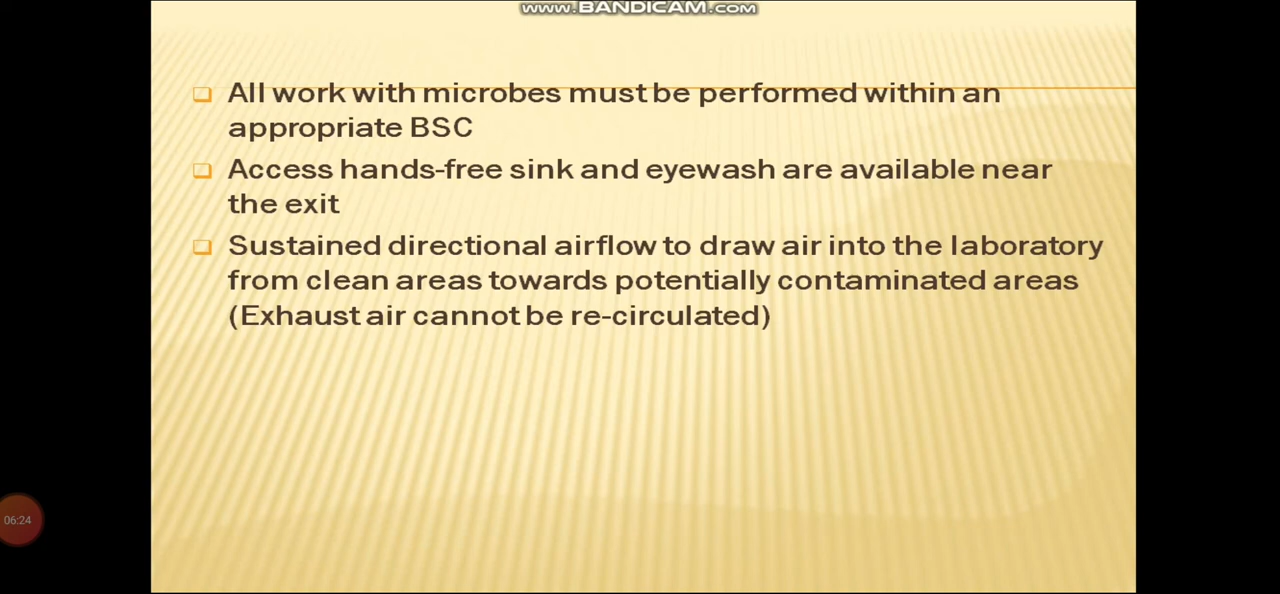 www.BANDICAM.com
All work with microbes must be performed within an
appropriate BSC
Access hands-free sink and eyewash are available near
the exit
Sustained directional airflow to draw air into the laboratory
from clean areas towards potentially contaminated areas
(Exhaust air cannot be re-circulated)
06:24